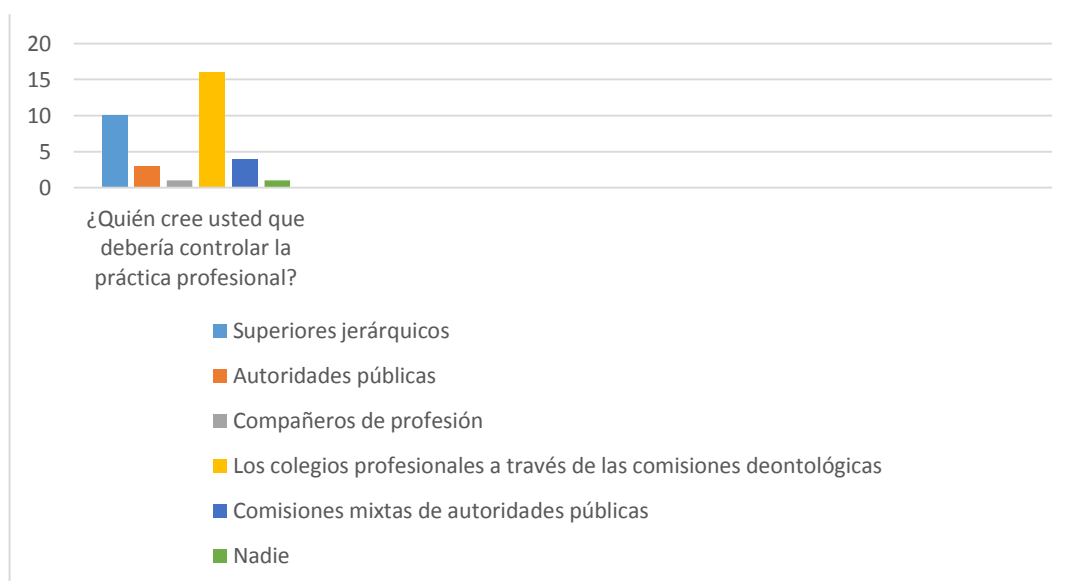 20
15
10
5
0
¿Quién cree usted que
debería controlar la
práctica profesional?
Superiores jerárquicos
Autoridades públicas
Compañeros de profesión
Los colegios profesionales a través de las comisiones deontológicas
Comisiones mixtas de autoridades públicas
Nadie